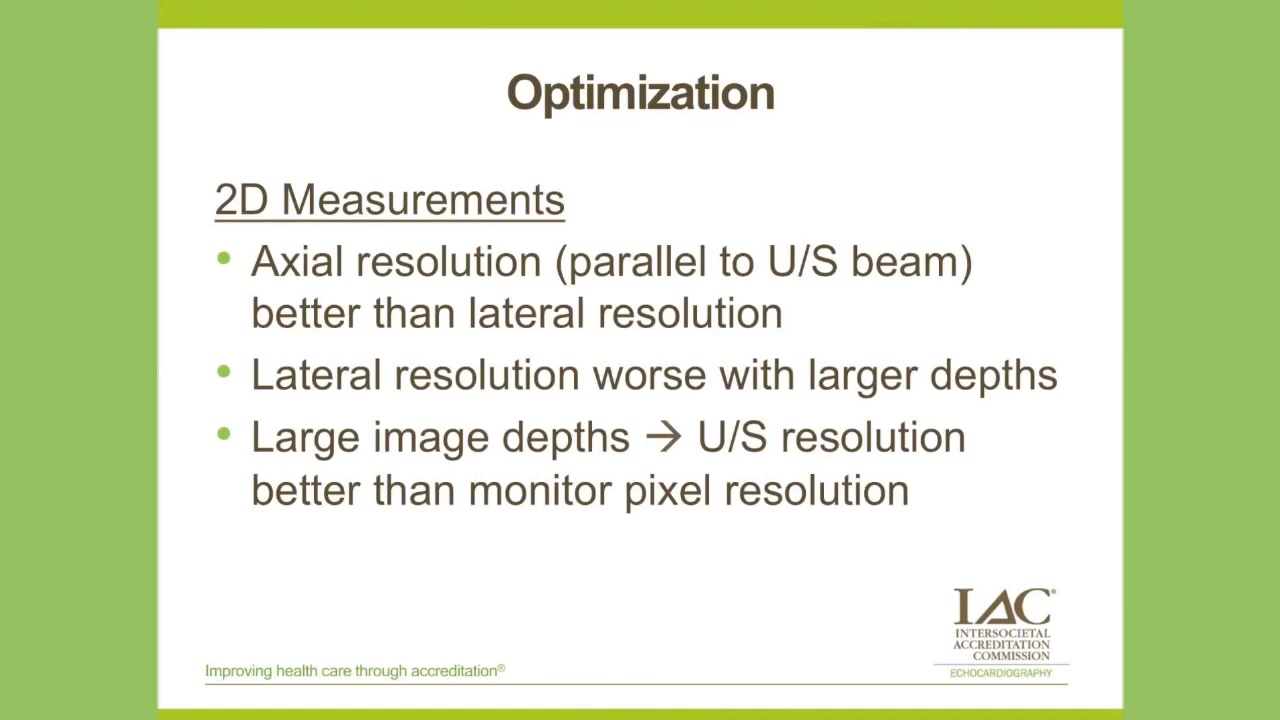 Optimization
2D Measurements
• Axial resolution (parallel to U/S beam)
better than lateral resolution
• Lateral resolution worse with larger depths
• Large image depths → U/S resolution
better than monitor pixel resolution
IAC®
INTERSOCIETAL
ACCREDITATION
COMMISSION
ECHOCARDIOGRAPHY
Improving health care through accreditation®